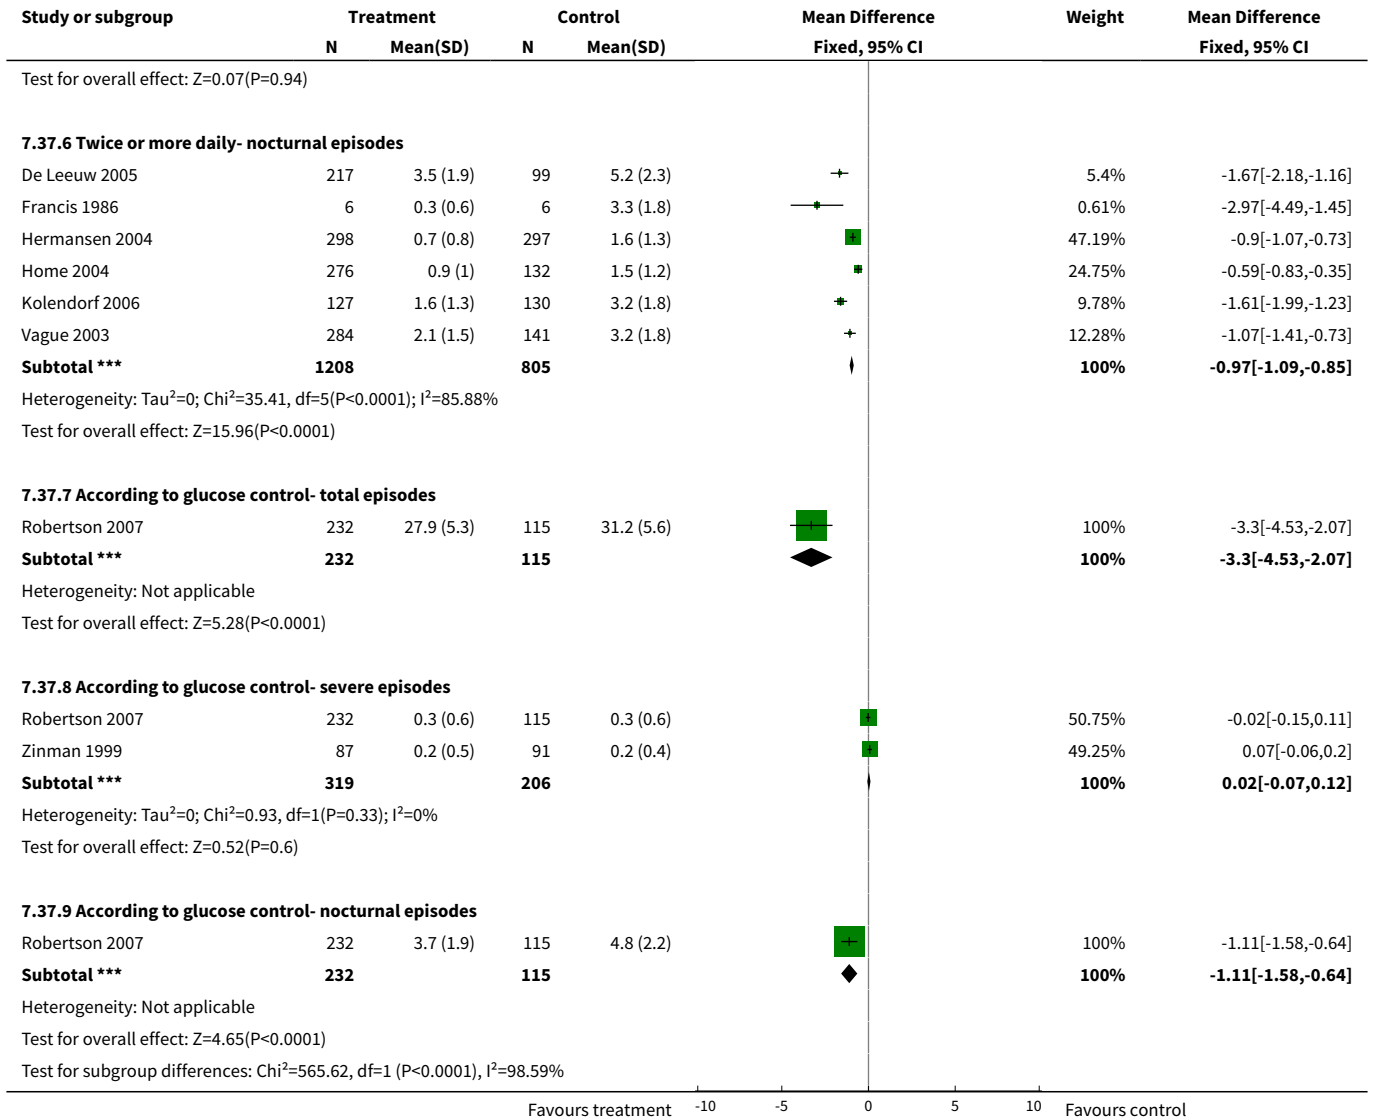 Study or subgroup Treatment Control Mean Difference Weight Mean Difference
N Mean(SD) N Mean(SD) Fixed, 95% CI Fixed, 95% CI
Test for overall effect: Z=0.07(P=0.94)
7.37.6 Twice or more daily- nocturnal episodes
De Leeuw 2005 217 3.5 (1.9) 99 5.2 (2.3) 5.4% -1.67[-2.18,-1.16]
Francis 1986 6 0.3 (0.6) 6 3.3 (1.8) 0.61% -2.97[-4.49,-1.45]
Hermansen 2004 298 0.7 (0.8) 297 1.6 (1.3) 47.19% -0.9[-1.07,-0.73]
Home 2004 276 0.9 (1) 132 1.5 (1.2) 24.75% -0.59[-0.83,-0.35]
Kolendorf 2006 127 1.6 (1.3) 130 3.2 (1.8) 9.78% -1.61[-1.99,-1.23]
Vague 2003 284 2.1 (1.5) 141 3.2 (1.8) 12.28% -1.07[-1.41,-0.73]
Subtotal *** 1208 805 100% -0.97[-1.09,-0.85]
Heterogeneity: Tau²=0; Chi²=35.41, df=5(P<0.0001); I²=85.88%
Test for overall effect: Z=15.96(P<0.0001)
7.37.7 According to glucose control- total episodes
Robertson 2007 232 27.9 (5.3) 115 31.2 (5.6) 100% -3.3[-4.53,-2.07]
Subtotal *** 232 115 100% -3.3[-4.53,-2.07]
Heterogeneity: Not applicable
Test for overall effect: Z=5.28(P<0.0001)
7.37.8 According to glucose control- severe episodes
Robertson 2007 232 0.3 (0.6) 115 0.3 (0.6) 50.75% -0.02[-0.15,0.11]
Zinman 1999 87 0.2 (0.5) 91 0.2 (0.4) 49.25% 0.07[-0.06,0.2]
Subtotal *** 319 206 100% 0.02[-0.07,0.12]
Heterogeneity: Tau²=0; Chi²=0.93, df=1(P=0.33); I²=0%
Test for overall effect: Z=0.52(P=0.6)
7.37.9 According to glucose control- nocturnal episodes
Robertson 2007 232 3.7 (1.9) 115 4.8 (2.2) 100% -1.11[-1.58,-0.64]
Subtotal *** 232 115 100% -1.11[-1.58,-0.64]
Heterogeneity: Not applicable
Test for overall effect: Z=4.65(P<0.0001)
Test for subgroup differences: Chi²=565.62, df=1 (P<0.0001), I²=98.59%
Favours treatment -10 -5 0 5 10 Favours control